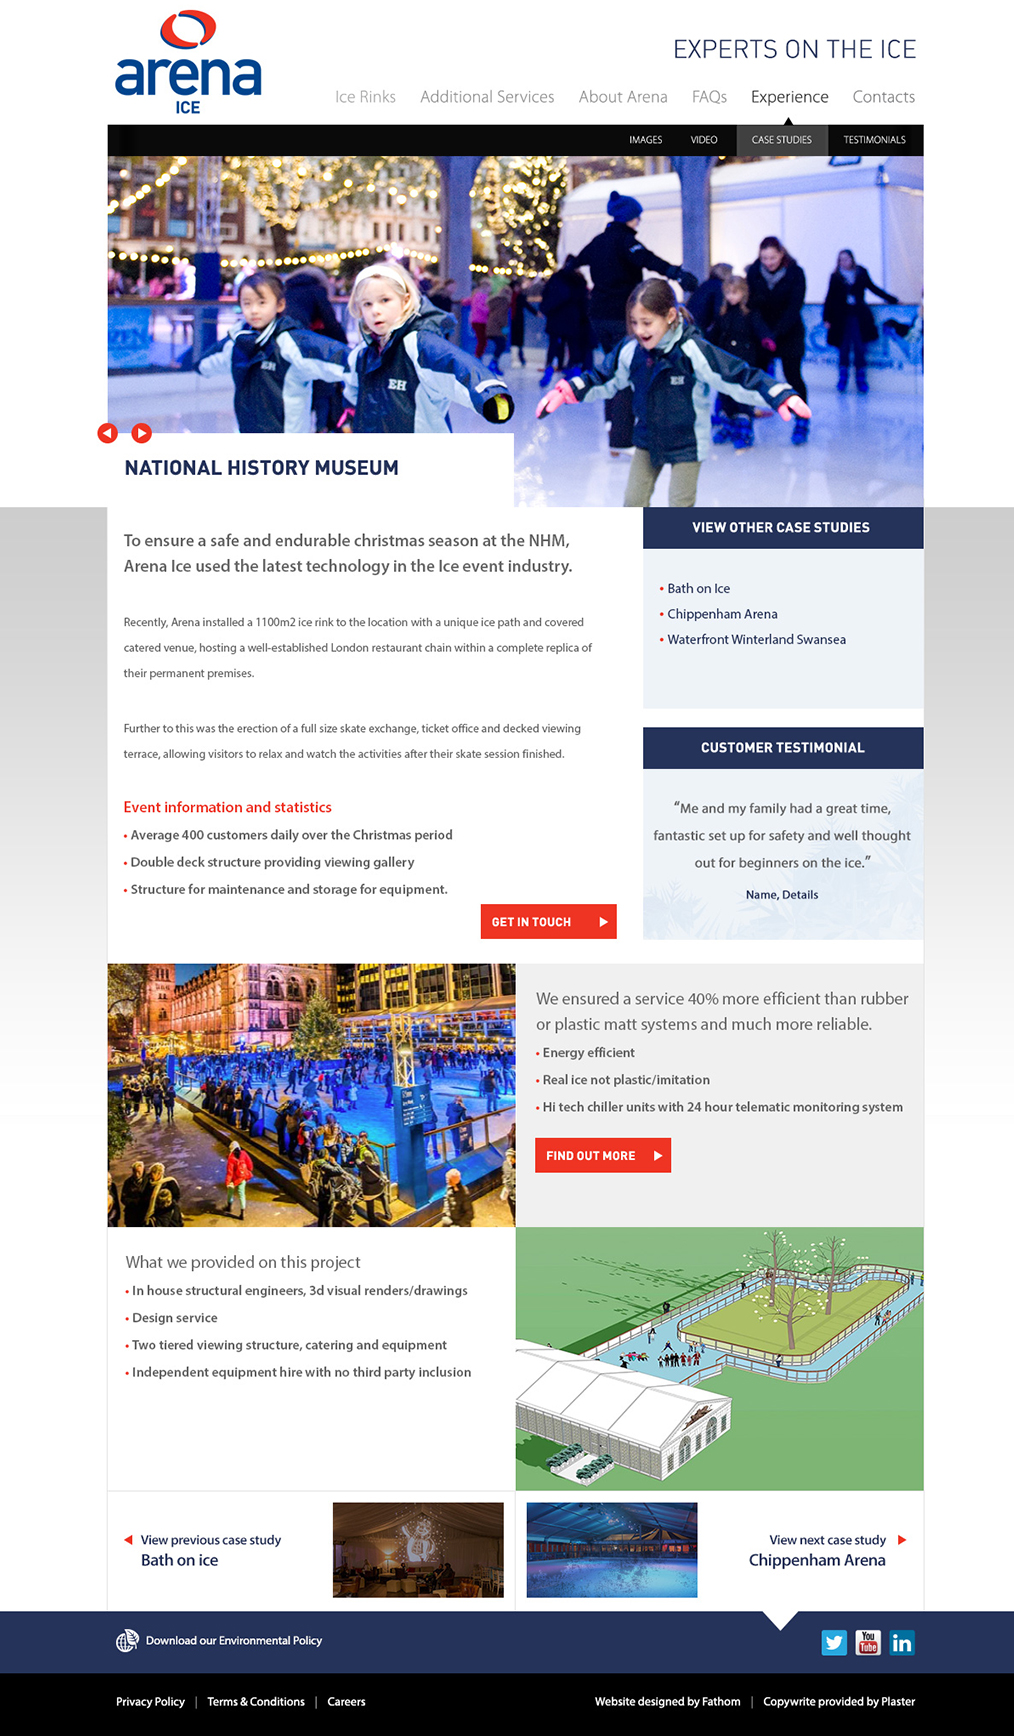 arena
ICE
EXPERTS ON THE ICE
Ice Rinks Additional Services About Arena FAQs Experience Contacts
IMAGES VIDEO CASE STUDIES TESTIMONIALS
EH
EH
EH
NATIONAL HISTORY MUSEUM
To ensure a safe and endurable christmas season at the NHM,
Arena Ice used the latest technology in the Ice event industry.
Recently, Arena installed a 1100m2 ice rink to the location with a unique ice path and covered
catered venue, hosting a well-established London restaurant chain within a complete replica of
their permanent premises.
Further to this was the erection of a full size skate exchange, ticket office and decked viewing
terrace, allowing visitors to relax and watch the activities after their skate session finished.
Event information and statistics
• Average 400 customers daily over the Christmas period
• Double deck structure providing viewing gallery
• Structure for maintenance and storage for equipment.
GET IN TOUCH
VIEW OTHER CASE STUDIES
• Bath on Ice
• Chippenham Arena
• Waterfront Winterland Swansea
CUSTOMER TESTIMONIAL
“Me and my family had a great time,
fantastic set up for safety and well thought
out for beginners on the ice.”
Name, Details
We ensured a service 40% more efficient than rubber
or plastic matt systems and much more reliable.
• Energy efficient
• Real ice not plastic/imitation
• Hi tech chiller units with 24 hour telematic monitoring system
FIND OUT MORE
What we provided on this project
• In house structural engineers, 3d visual renders/drawings
• Design service
• Two tiered viewing structure, catering and equipment
• Independent equipment hire with no third party inclusion
View previous case study
Bath on ice
View next case study
Chippenham Arena
Download our Environmental Policy
You
Tube
in
Privacy Policy | Terms & Conditions | Careers
Website designed by Fathom | Copywrite provided by Plaster